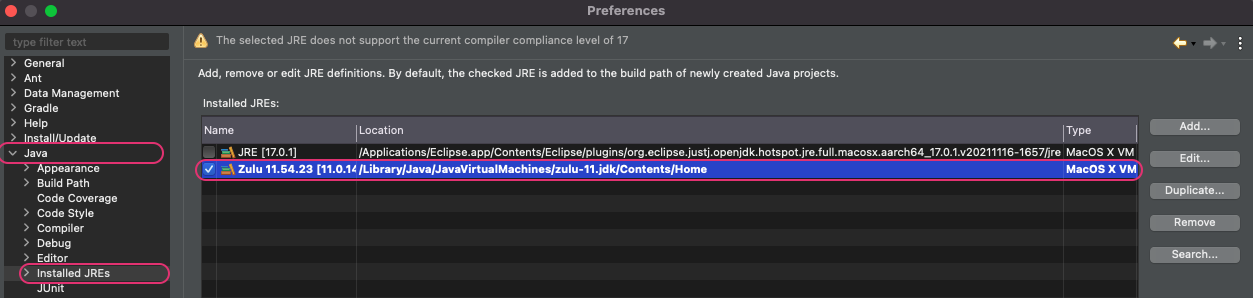 Preferences
type filter text
General
Ant
Data Management
Gradle
Help
Install/Update
Java
Appearance
Build Path
Code Coverage
Code Style
Compiler
Debug
Editor
Installed JREs
JUnit
The selected JRE does not support the current compiler compliance level of 17
Add, remove or edit JRE definitions. By default, the checked JRE is added to the build path of newly created Java projects.
Installed JREs:
Name Location Type
JRE [17.0.1] /Applications/Eclipse.app/Contents/Eclipse/plugins/org.eclipse.justj.openjdk.hotspot.jre.full.macosx.aarch64_17.0.1.v20211116-1657/jre MacOS X VM
Zulu 11.54.23 [11.0.14 /Library/Java/JavaVirtualMachines/zulu-11.jdk/Contents/Home MacOS X VM
Add...
Edit...
Duplicate...
Remove
Search...